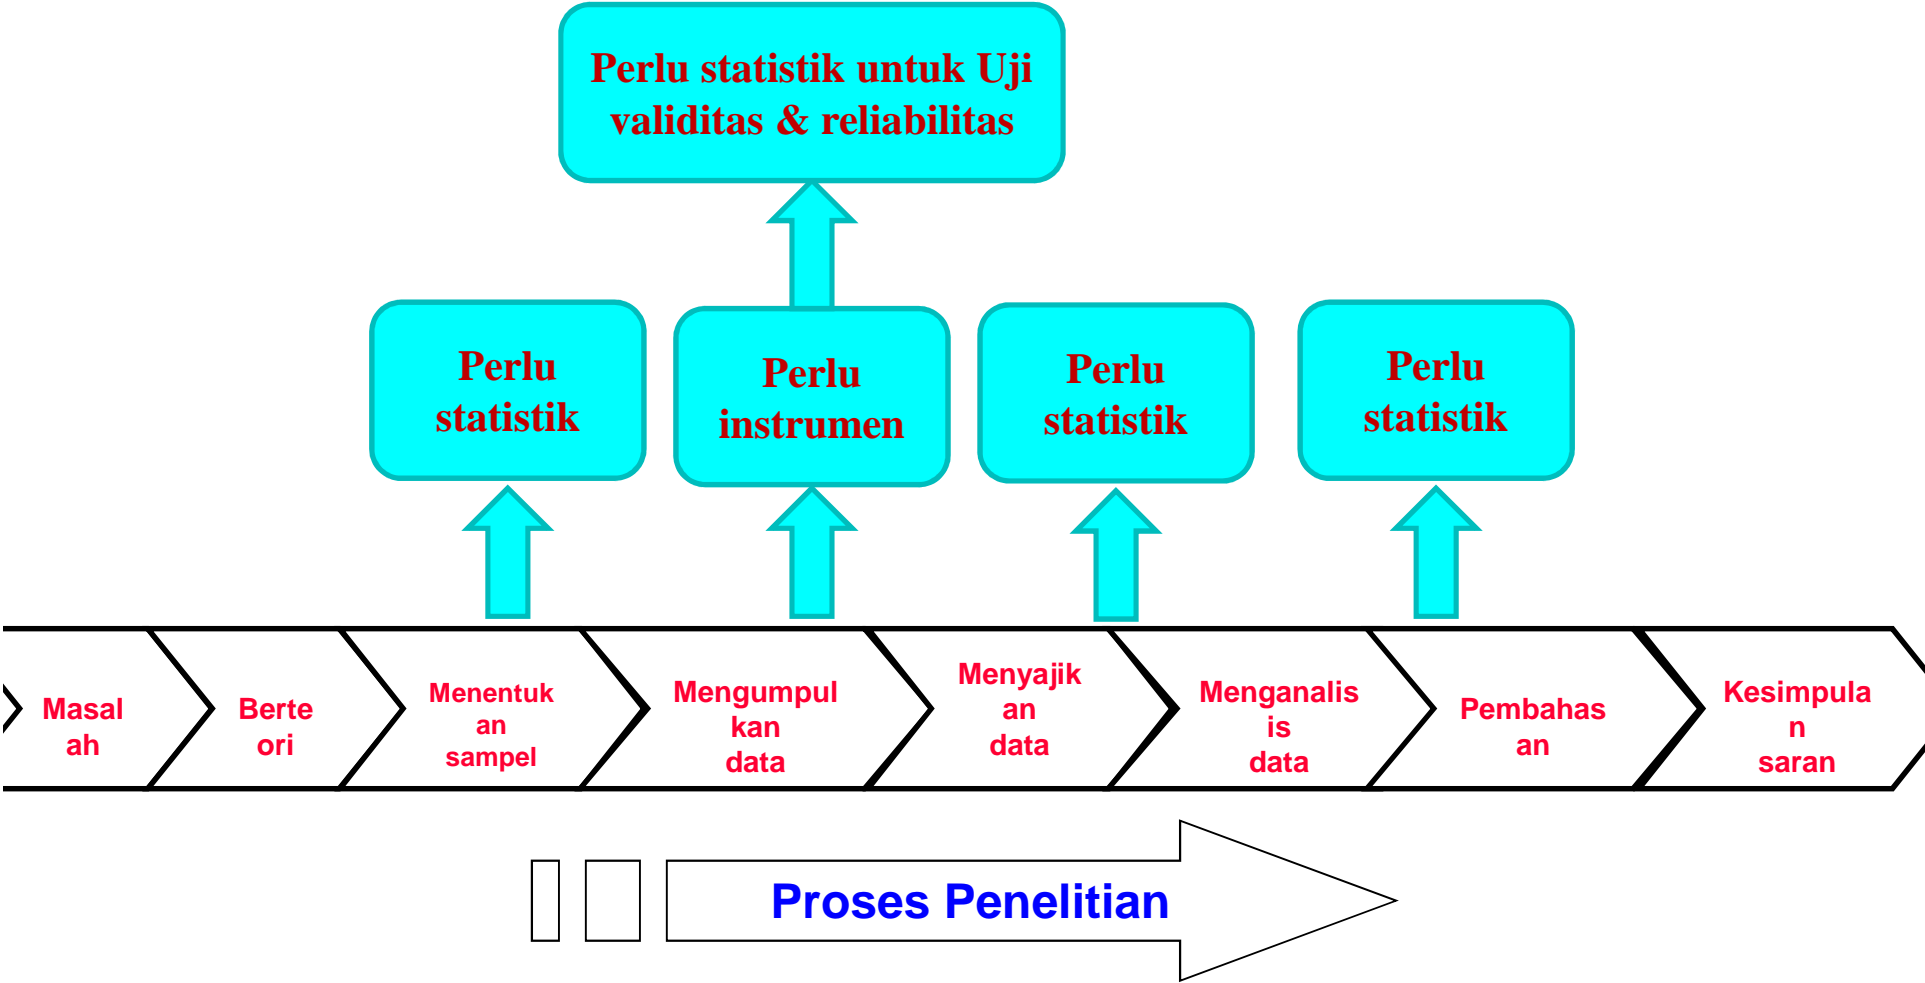 Perlu statistik untuk Uji
validitas & reliabilitas
Perlu
statistik
Perlu
instrumen
Perlu
statistik
Perlu
statistik
Masal
ah
Berte
ori
Menentuk
an
sampel
Mengumpul
kan
data
Menyajik
an
data
Menganalis
is
data
Pembahas
an
Kesimpula
n
saran
Proses Penelitian